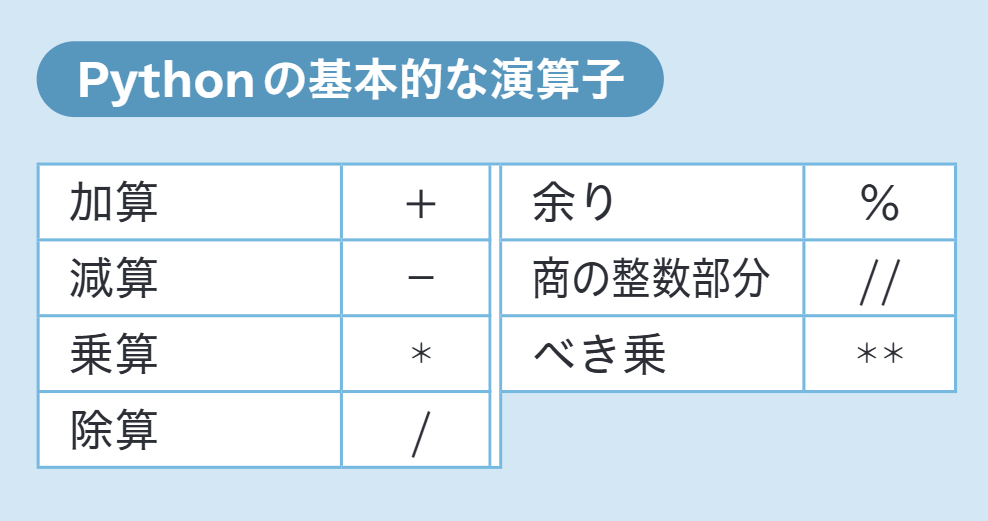 Pythonの基本的な演算子
加算 +
減算 −
乗算 *
除算 /
余り %
商の整数部分 //
べき乗 **